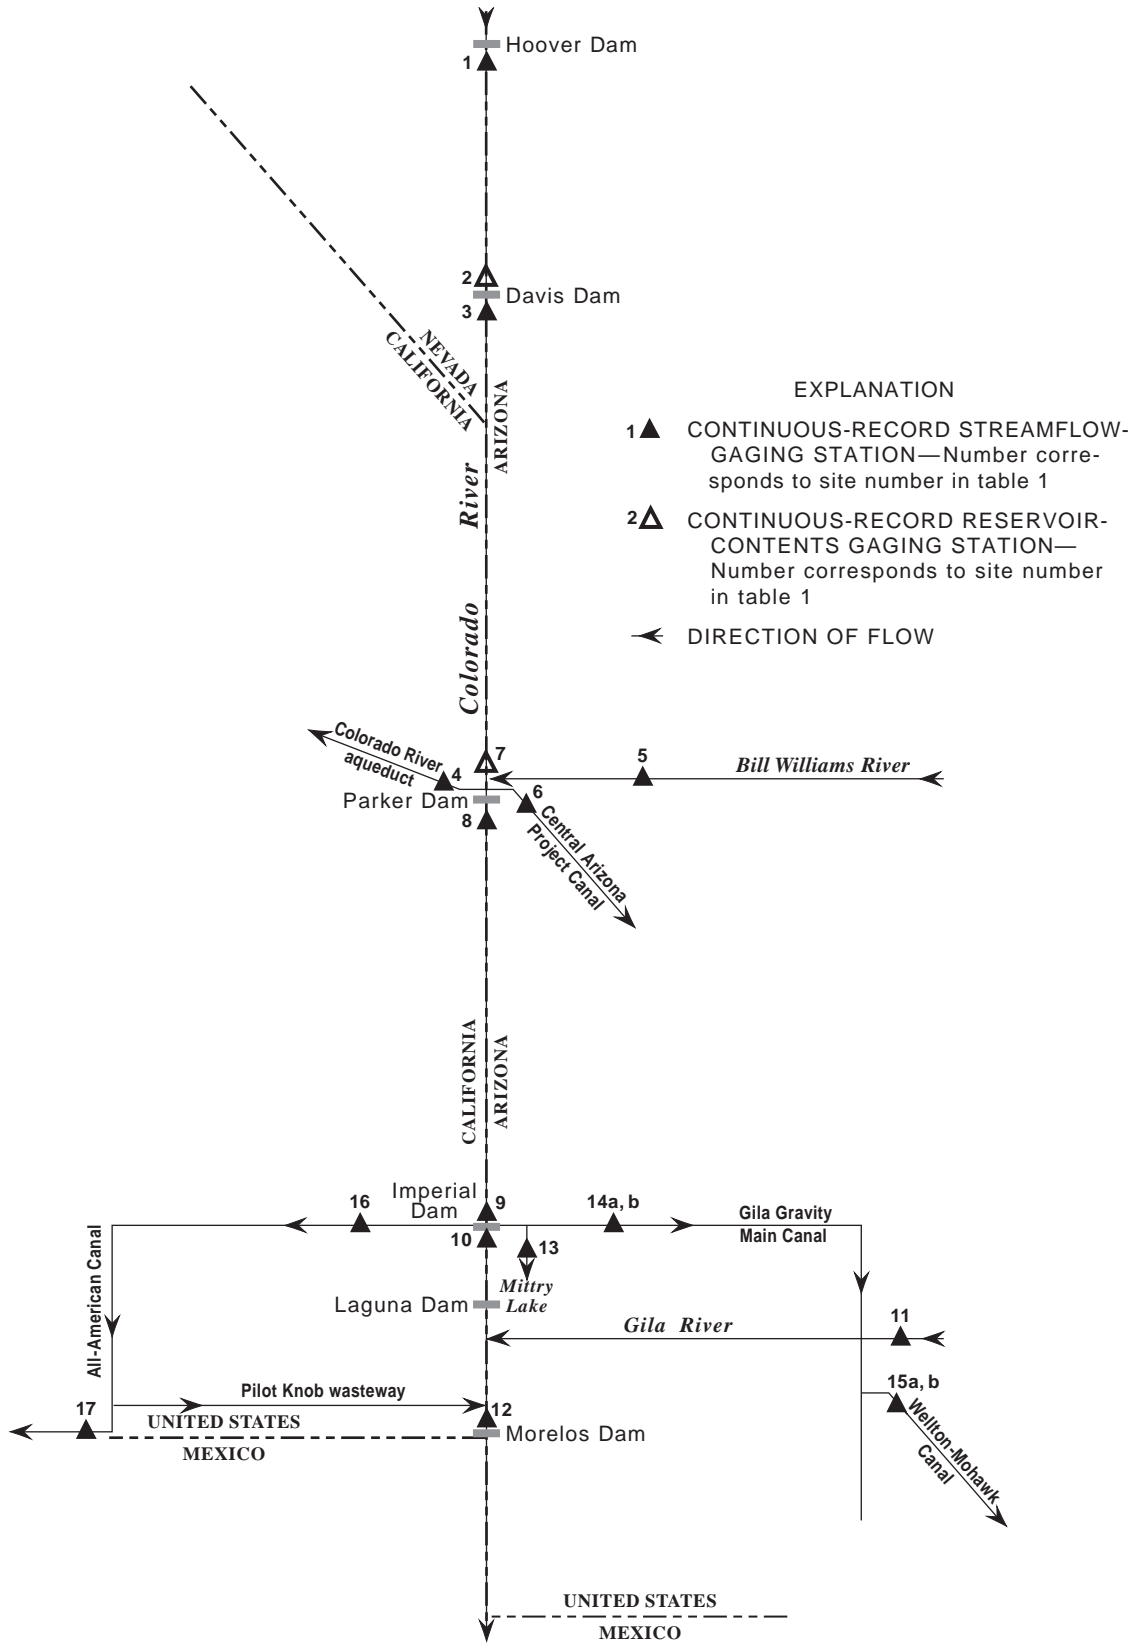 Hoover Dam
1
2
Davis Dam
3
NEVADA
CALIFORNIA
ARIZONA
EXPLANATION
1 CONTINUOUS-RECORD STREAMFLOW-
GAGING STATION—Number corre-
sponds to site number in table 1
2 CONTINUOUS-RECORD RESERVOIR-
CONTENTS GAGING STATION—
Number corresponds to site number
in table 1
DIRECTION OF FLOW
Colorado River
Colorado River
aqueduct
4
7
5
Bill Williams River
Parker Dam
6
8
Central Arizona
Project Canal
CALIFORNIA
ARIZONA
Imperial
Dam
9
16
14a, b
Gila Gravity
Main Canal
10
13
Mittry
Lake
All-American Canal
Laguna Dam
Gila River
11
Pilot Knob wasteway
15a, b
17
12
UNITED STATES
MEXICO
Morelos Dam
Wellton-Mohawk
Canal
UNITED STATES
MEXICO